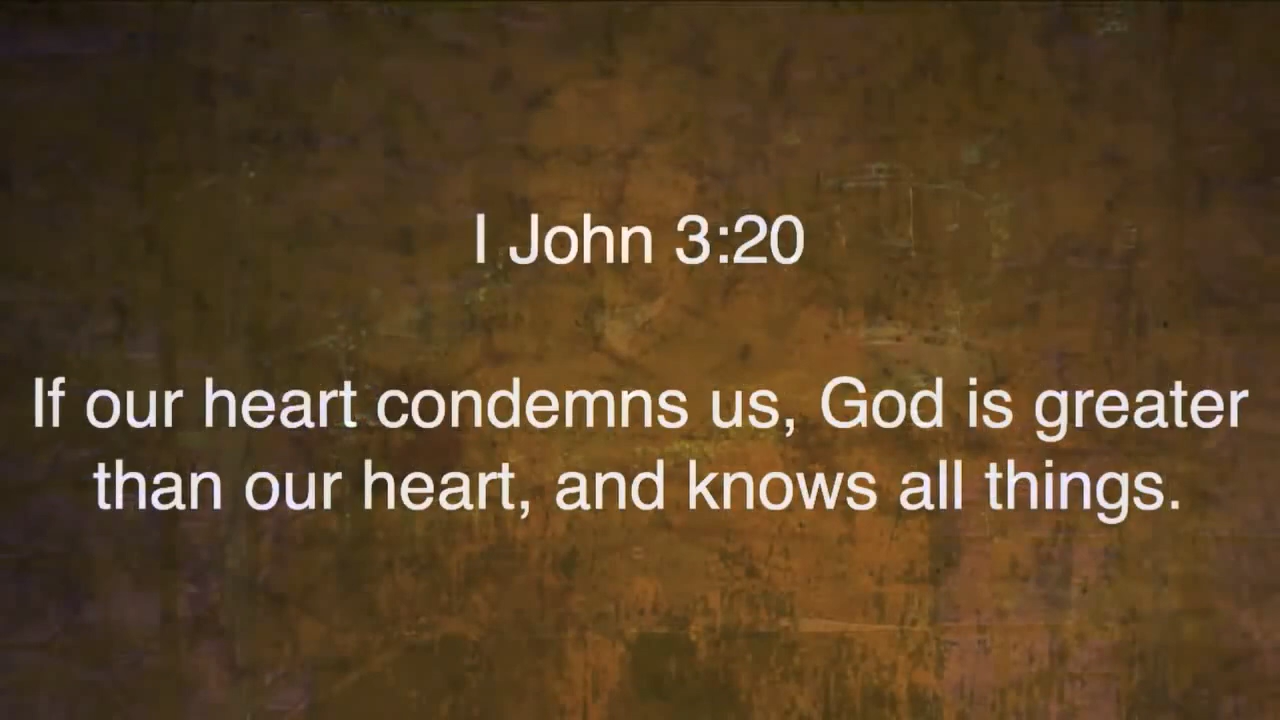 I John 3:20
If our heart condemns us, God is greater
than our heart, and knows all things.